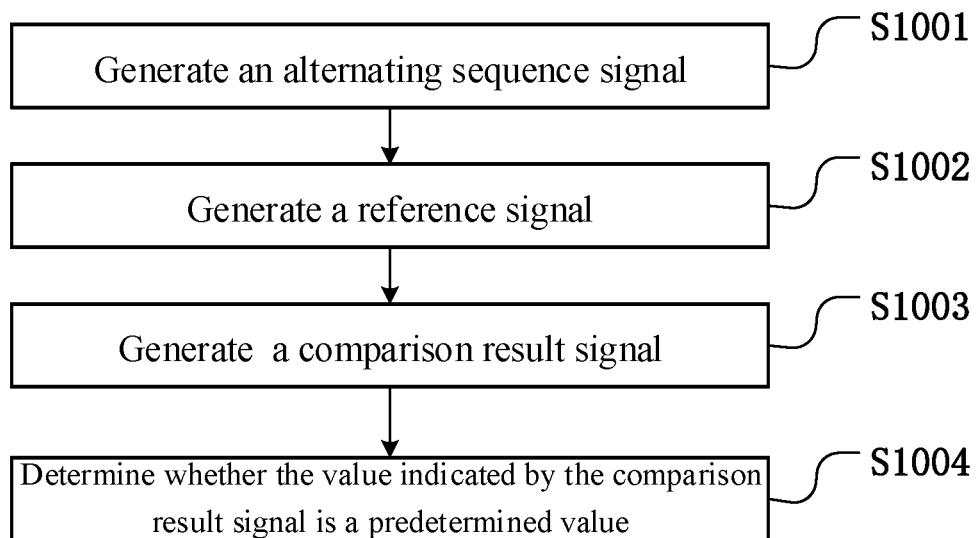 S1001
Generate an alternating sequence signal
S1002
Generate a reference signal
S1003
Generate a comparison result signal
S1004
Determine whether the value indicated by the comparison
result signal is a predetermined value